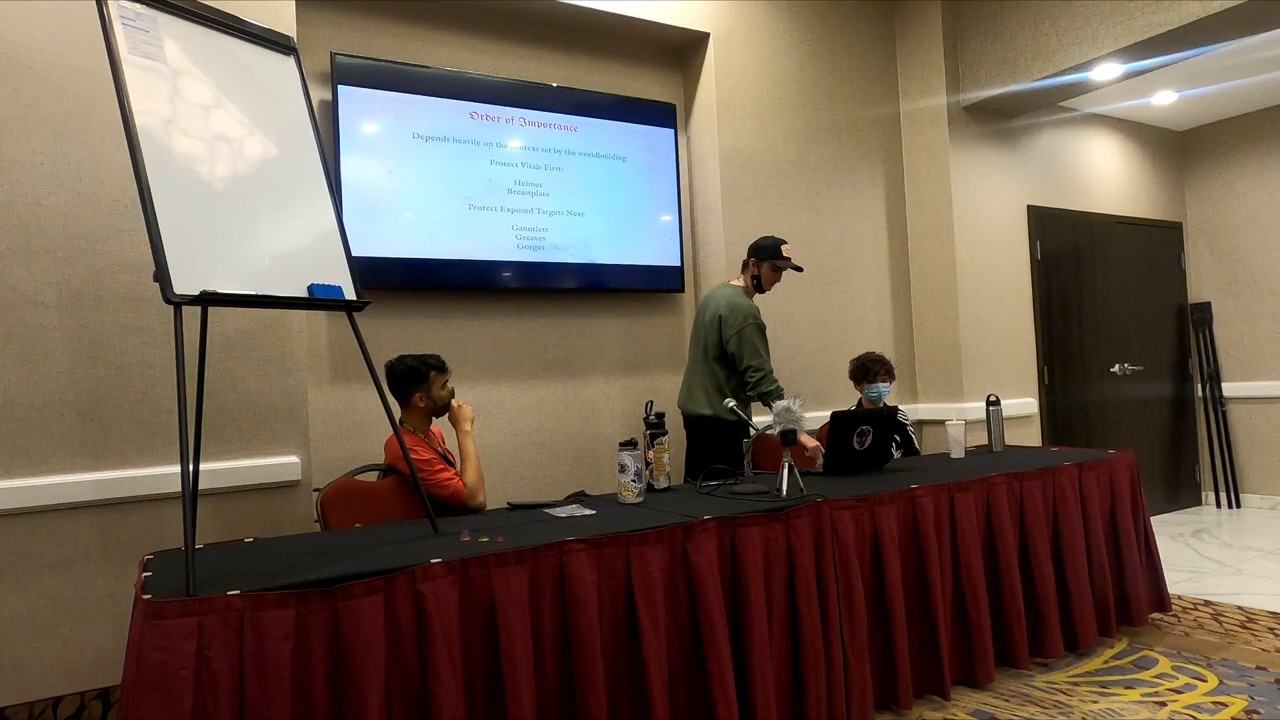 Order of Importance
Depends heavily on the context set by the worldbuilding
Protect Vitals First:
Helmet
Breastplate
Protect Exposed Targets Next:
Gauntlets
Greaves
Gorget